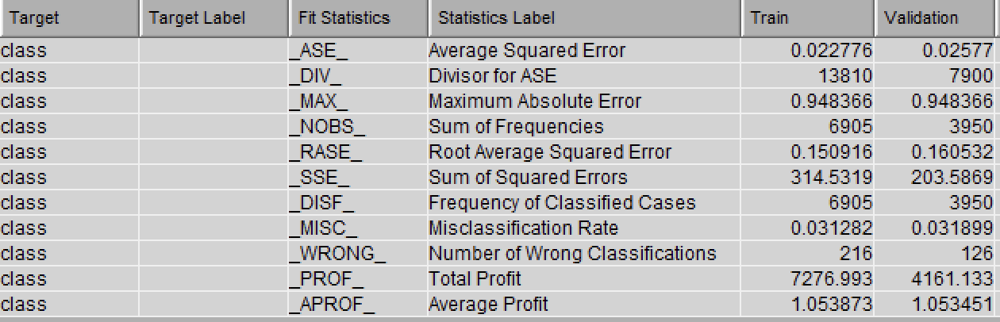 Target Target Label Fit Statistics Statistics Label Train Validation
class _ASE_ Average Squared Error 0.022776 0.02577
class _DIV_ Divisor for ASE 13810 7900
class _MAX_ Maximum Absolute Error 0.948366 0.948366
class _NOBS_ Sum of Frequencies 6905 3950
class _RASE_ Root Average Squared Error 0.150916 0.160532
class _SSE_ Sum of Squared Errors 314.5319 203.5869
class _DISF_ Frequency of Classified Cases 6905 3950
class _MISC_ Misclassification Rate 0.031282 0.031899
class _WRONG_ Number of Wrong Classifications 216 126
class _PROF_ Total Profit 7276.993 4161.133
class _APROF_ Average Profit 1.053873 1.053451